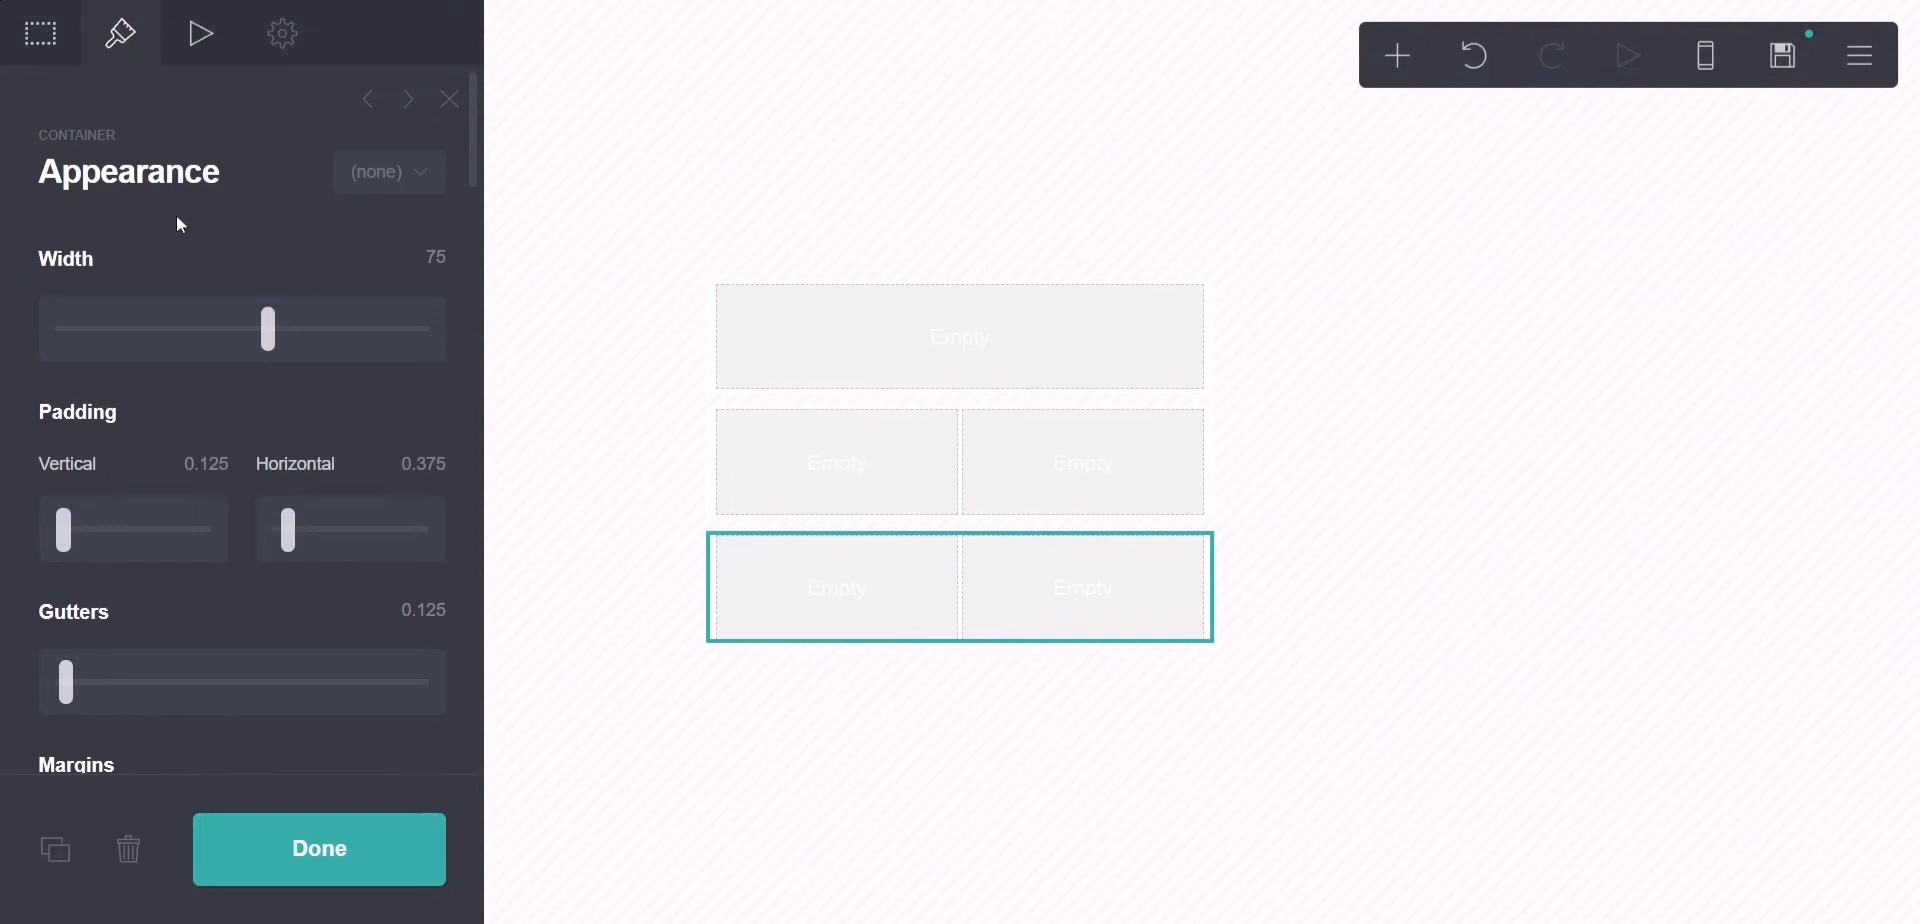 CONTAINER
Appearance
(none)
Width 75
Padding
Vertical 0.125 Horizontal 0.375
Gutters 0.125
Margins
Done
Empty
Empty Empty
Empty Empty